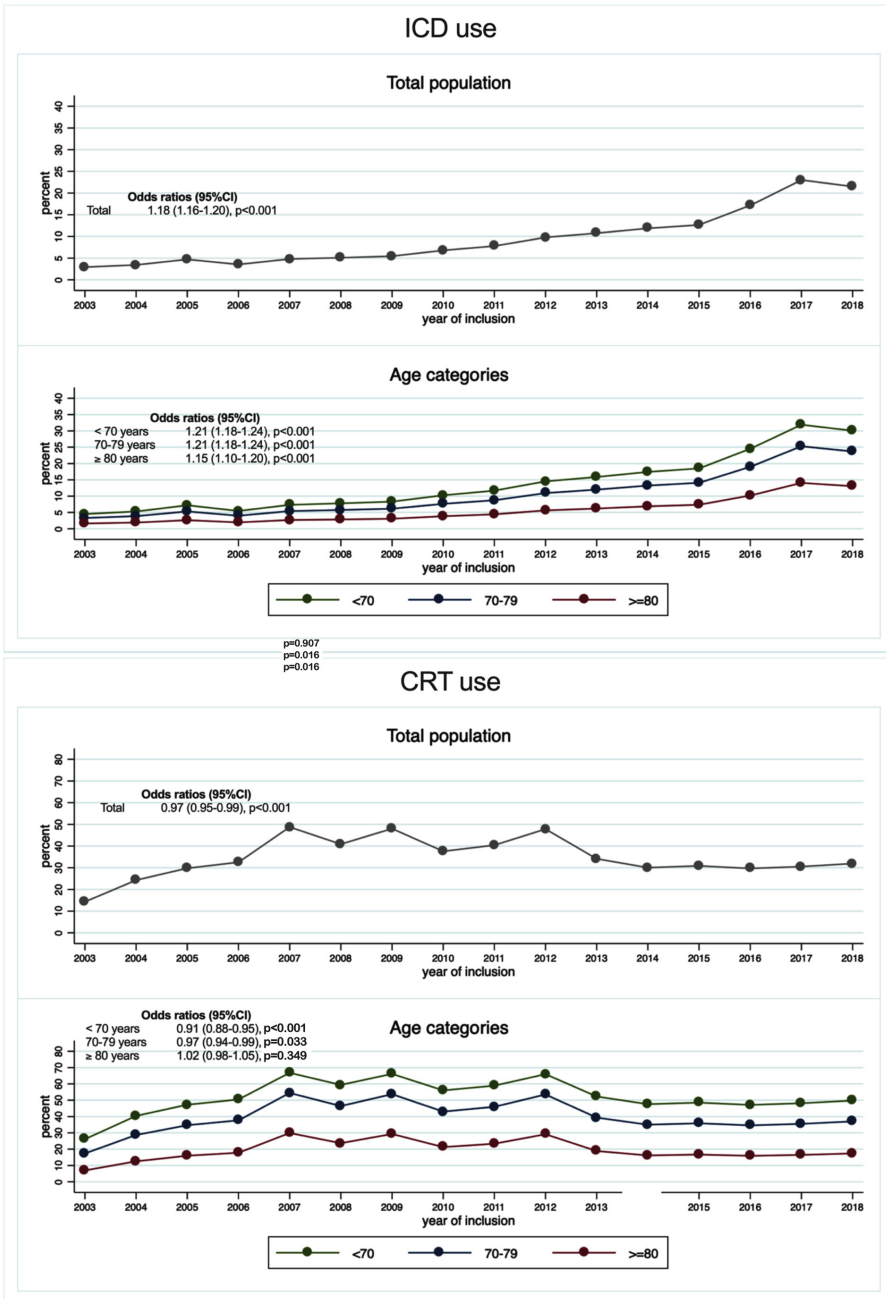 ICD use
Total population
percent
40
35
30
25
20
15
10
5
0
Odds ratios (95%CI)
Total 1.18 (1.16-1.20), p<0.001
2003 2004 2005 2006 2007 2008 2009 2010 2011 2012 2013 2014 2015 2016 2017 2018
year of inclusion
Age categories
percent
40
35
30
25
20
15
10
5
0
Odds ratios (95%CI)
< 70 years 1.21 (1.18-1.24), p<0.001
70-79 years 1.21 (1.18-1.24), p<0.001
≥ 80 years 1.15 (1.10-1.20), p<0.001
2003 2004 2005 2006 2007 2008 2009 2010 2011 2012 2013 2014 2015 2016 2017 2018
year of inclusion
<70 70-79 >=80
p=0.907
p=0.016
p=0.016
CRT use
Total population
percent
80
70
60
50
40
30
20
10
0
Odds ratios (95%CI)
Total 0.97 (0.95-0.99), p<0.001
2003 2004 2005 2006 2007 2008 2009 2010 2011 2012 2013 2014 2015 2016 2017 2018
year of inclusion
Odds ratios (95%CI)
< 70 years 0.91 (0.88-0.95), p<0.001
70-79 years 0.97 (0.94-0.99), p=0.033
≥ 80 years 1.02 (0.98-1.05), p=0.349
Age categories
percent
80
70
60
50
40
30
20
10
0
2003 2004 2005 2006 2007 2008 2009 2010 2011 2012 2013 2015 2016 2017 2018
year of inclusion
<70 70-79 >=80